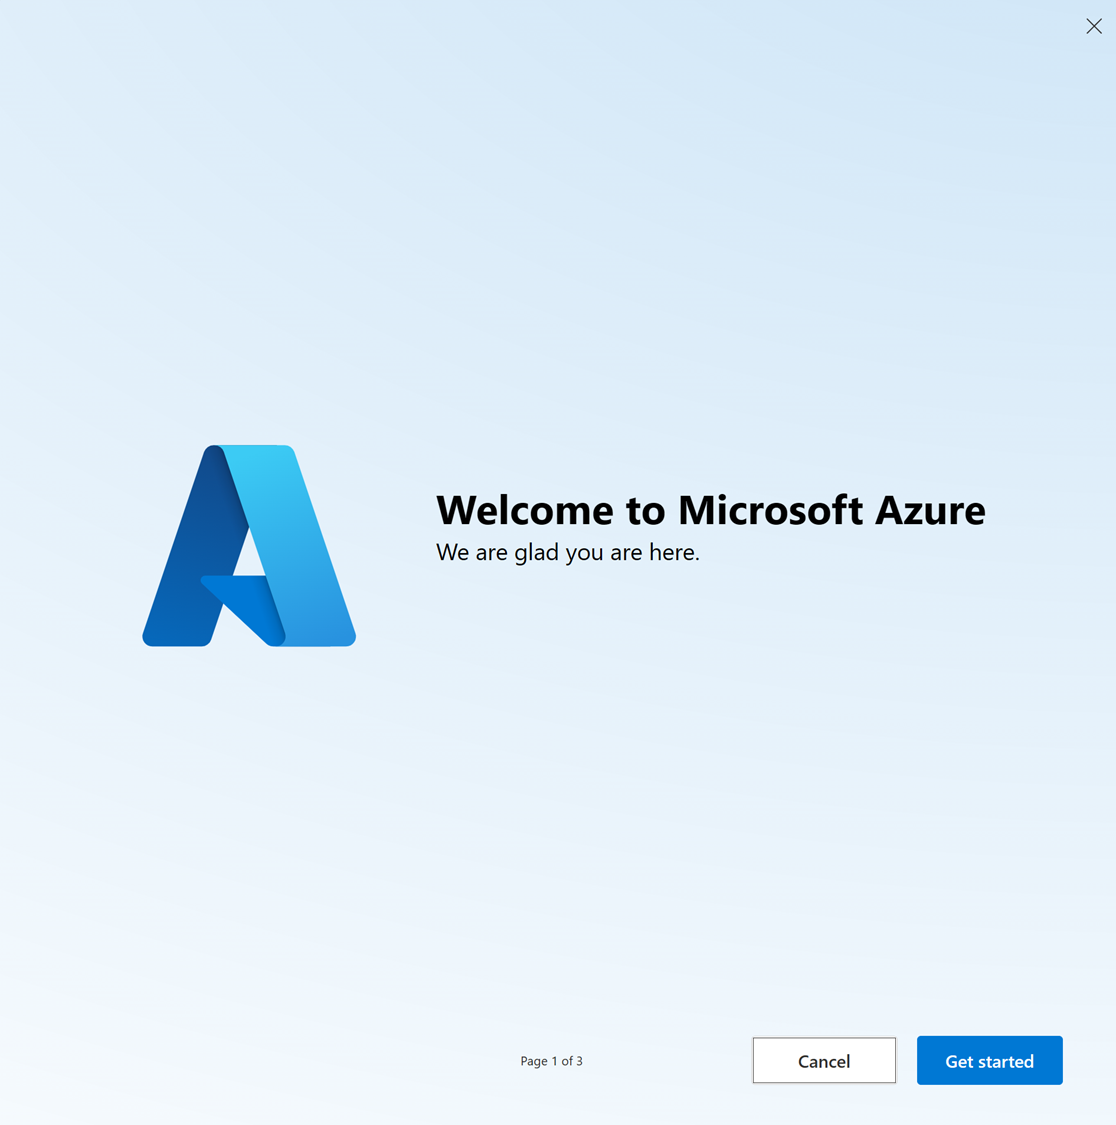 Welcome to Microsoft Azure
We are glad you are here.
Page 1 of 3
Cancel
Get started